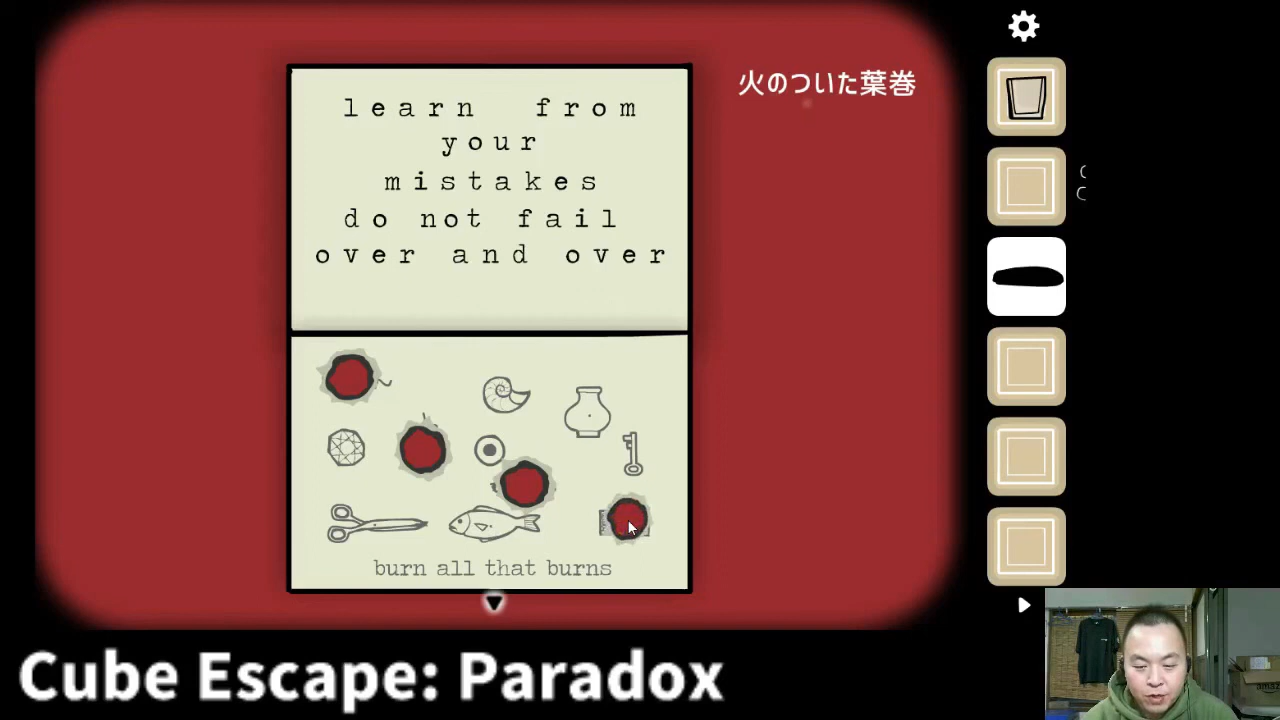 learn from
your
mistakes
do not fail
over and over
火のついた葉巻
burn all that burns
Cube Escape: Paradox